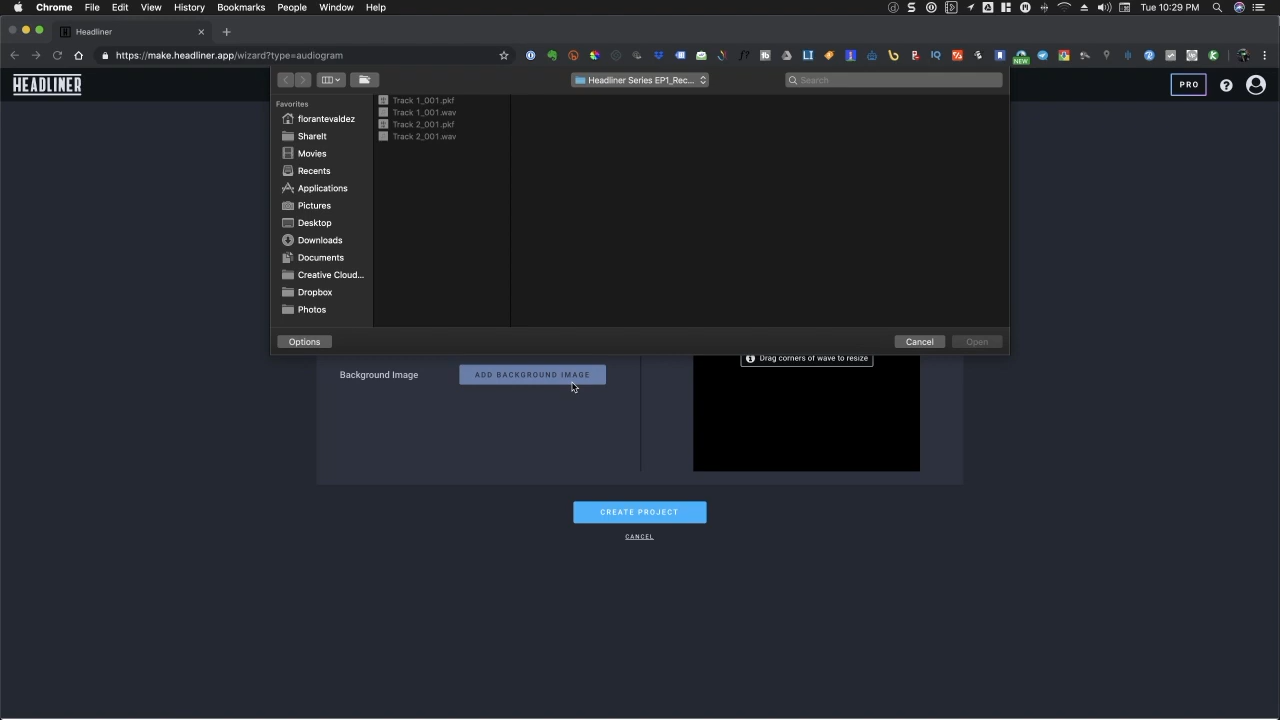 Chrome File Edit View History Bookmarks People Window Help Tue 10:29 PM
Headliner
https://make.headliner.app/wizard?type=audiogram
NEW
HEADLINER
PRO
Headliner Series EP1_Rec...
Search
Favorites
florantevaldez
ShareIt
Movies
Recents
Applications
Pictures
Desktop
Downloads
Documents
Creative Cloud...
Dropbox
Photos
Track 1_001.pkf
Track 1_001.wav
Track 2_001.pkf
Track 2_001.wav
Options
Cancel
Open
Drag corners of wave to resize
Background Image
ADD BACKGROUND IMAGE
CREATE PROJECT
CANCEL